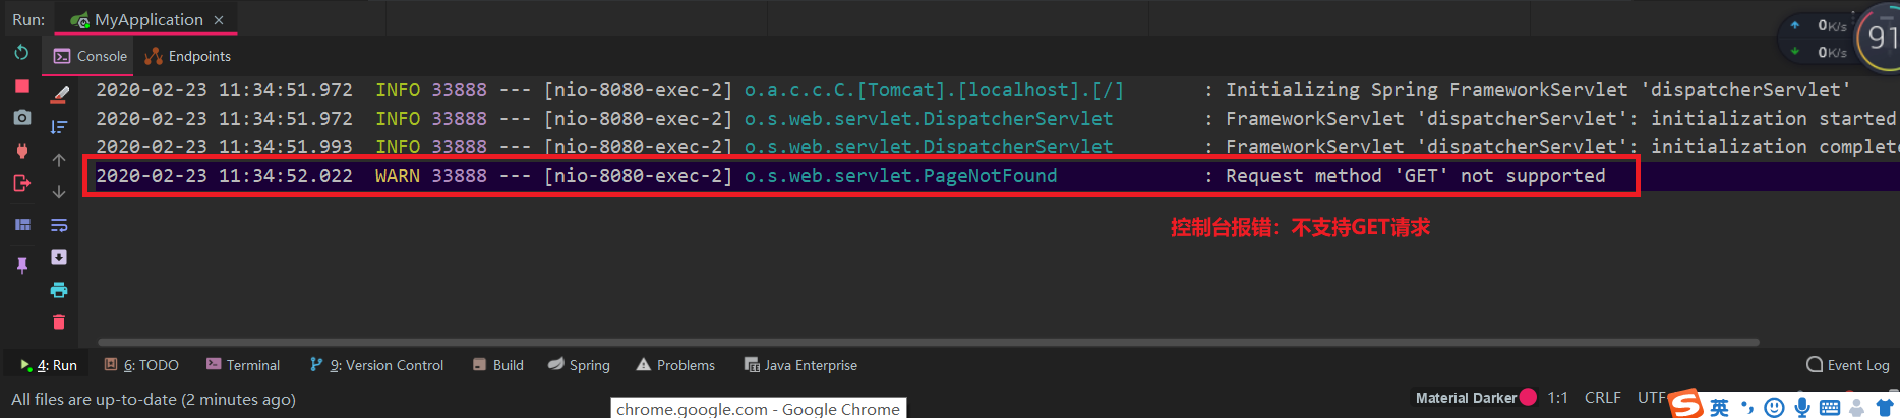 Run: MyApplication ×
0K/s
0K/s
91
Console Endpoints
2020-02-23 11:34:51.972 INFO 33888 --- [nio-8080-exec-2] o.a.c.c.C.[Tomcat].[localhost].[/] : Initializing Spring FrameworkServlet 'dispatcherServlet'
2020-02-23 11:34:51.972 INFO 33888 --- [nio-8080-exec-2] o.s.web.servlet.DispatcherServlet : FrameworkServlet 'dispatcherServlet': initialization started
2020-02-23 11:34:51.993 INFO 33888 --- [nio-8080-exec-2] o.s.web.servlet.DispatcherServlet : FrameworkServlet 'dispatcherServlet': initialization complete
2020-02-23 11:34:52.022 WARN 33888 --- [nio-8080-exec-2] o.s.web.servlet.PageNotFound : Request method 'GET' not supported
控制台报错：不支持GET请求
4: Run 6: TODO Terminal 9: Version Control Build Spring Problems Java Enterprise Event Log
All files are up-to-date (2 minutes ago) Material Darker 1:1 CRLF UTF
chrome.google.com - Google Chrome
S 英